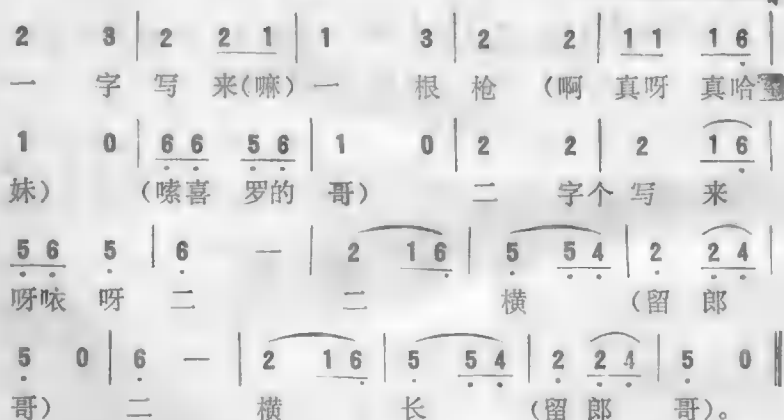 2 3 | 2 2 1 | 1 3 | 2 2 | 1 1 1 6 |
一 字 写 来(嘛) 一 根 枪 (啊 真呀 真哈
1 0 | 6 6 5 6 | 1 0 | 2 2 | 2 1 6 |
妹) (嗦喜 罗的 哥) 二 字个 写 来
5 6 5 | 6 — | 2 1 6 | 5 5 4 | 2 2 4 |
呀咴 呀 二 二 横 (留 郎
5 0 | 6 — | 2 1 6 | 5 5 4 | 2 2 4 | 5 0 ‖
哥) 二 横 长 (留 郎 哥)。